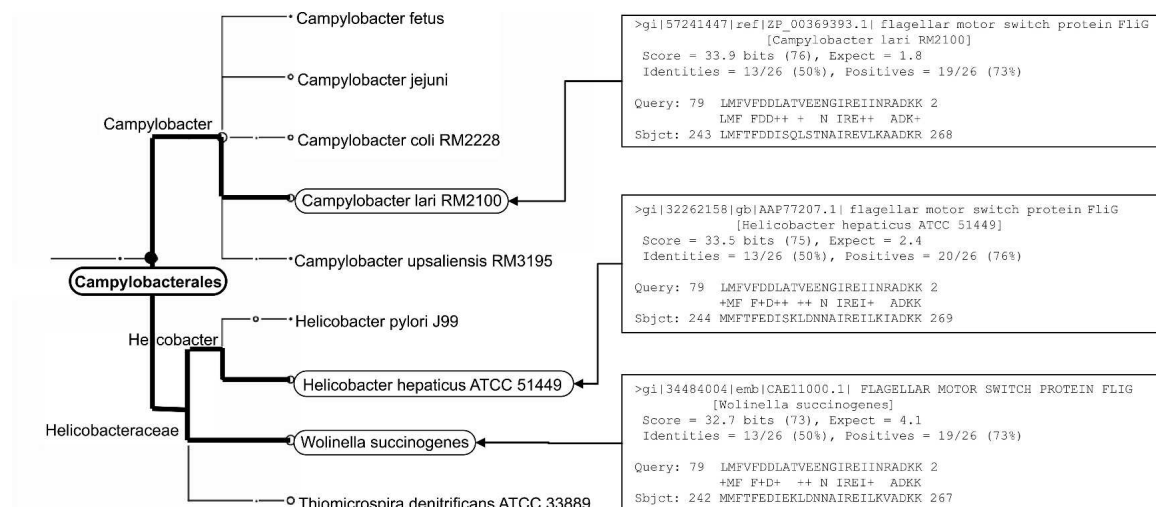 Campylobacter fetus
Campylobacter jejuni
Campylobacter
Campylobacter coli RM2228
Campylobacter lari RM2100
Campylobacter upsaliensis RM3195
Campylobacterales
Helicobacter pylori J99
Helicobacter
Helicobacter hepaticus ATCC 51449
Helicobacteraceae
Wolinella succinogenes
Thiomicrospira denitrificans ATCC 33889
>gi|57241447|ref|ZP_00369393.1| flagellar motor switch protein FliG
[Campylobacter lari RM2100]
Score = 33.9 bits (76), Expect = 1.8
Identities = 13/26 (50%), Positives = 19/26 (73%)
Query: 79 LMFVFDDLATVEENGIREIINRADKK 2
LMF FDD++ + N IRE++ ADK+
Sbjct: 243 LMFTFDDISQLSTNAIREVLKAADKR 268
>gi|32262158|gb|AAP77207.1| flagellar motor switch protein FliG
[Helicobacter hepaticus ATCC 51449]
Score = 33.5 bits (75), Expect = 2.4
Identities = 13/26 (50%), Positives = 20/26 (76%)
Query: 79 LMFVFDDLATVEENGIREIINRADKK 2
+MF F+D++ ++ N IREI+ ADKK
Sbjct: 244 MMFTFEDISKLDNNAIREILKIADKK 269
>gi|34484004|emb|CAE11000.1| FLAGELLAR MOTOR SWITCH PROTEIN FLIG
[Wolinella succinogenes]
Score = 32.7 bits (73), Expect = 4.1
Identities = 13/26 (50%), Positives = 19/26 (73%)
Query: 79 LMFVFDDLATVEENGIREIINRADKK 2
+MF F+D+ ++ N IREI+ ADKK
Sbjct: 242 MMFTFEDIEKLDNNAIREILKVADKK 267